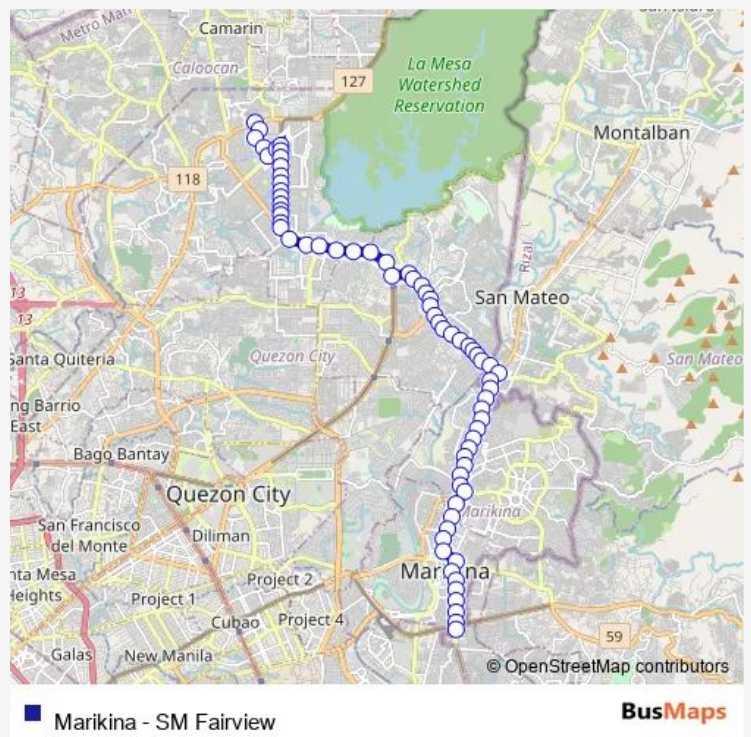 Camarin
Metro Man
Caloocan
127
La Mesa
Watershed
Reservation
Montalban
118
Rizal
13
13
San Mateo
Santa Quiteria
Quezon City
San Mateo
ng Barrio
East
Bago Bantay
Quezon City
San Francisco
del Monte
Diliman
Marikina
nta Mesa
Heights
Project 2
Marikina
Project 1
Cubao
Project 4
59
Galas
New Manila
© OpenStreetMap contributors
Marikina - SM Fairview
BusMaps